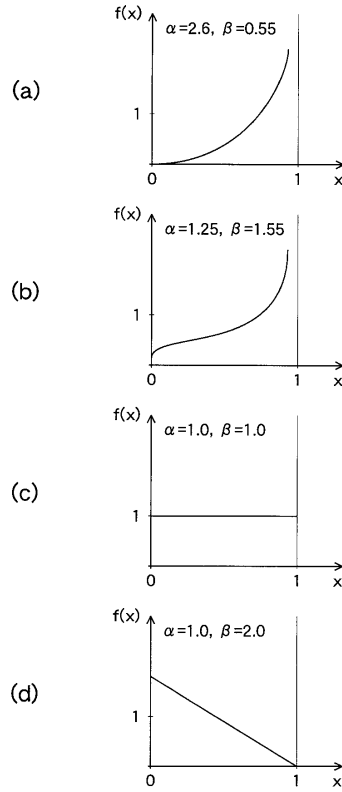 (a)
f(x)
α=2.6, β=0.55
1
0
1
x
(b)
f(x)
α=1.25, β=1.55
1
0
1
x
(c)
f(x)
α=1.0, β=1.0
1
0
1
x
(d)
f(x)
α=1.0, β=2.0
1
0
1
x